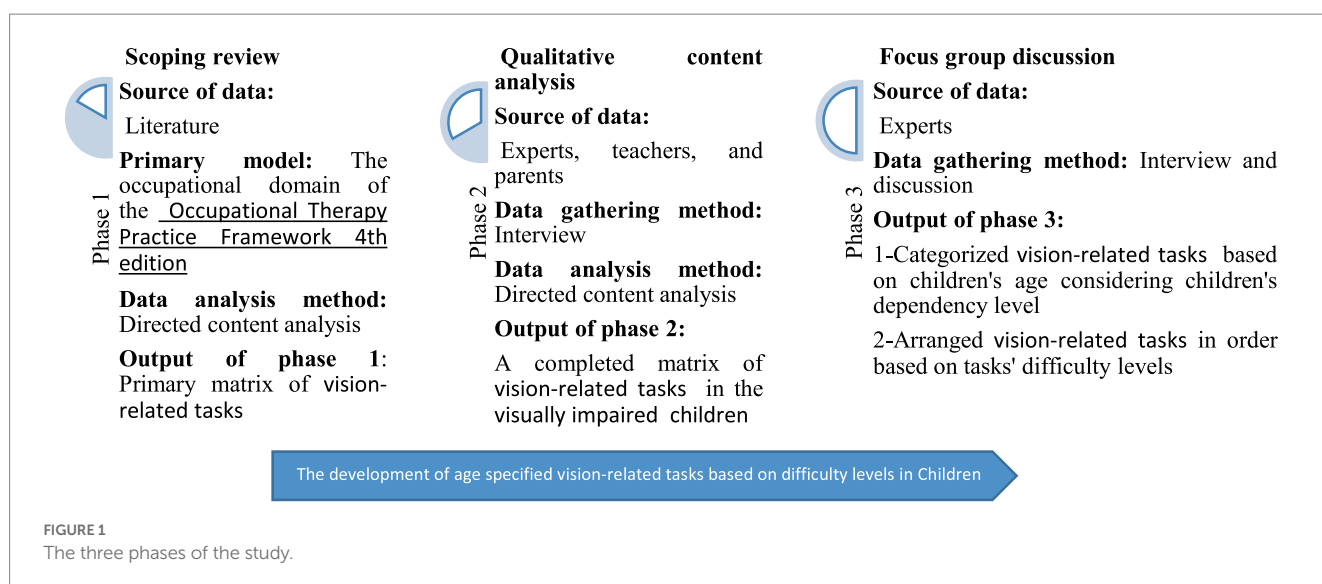 Scoping review
Source of data:
Literature
Primary model: The
occupational domain of
the Occupational Therapy
Practice Framework 4th
edition
Data analysis method:
Directed content analysis
Output of phase 1:
Primary matrix of vision-
related tasks
Phase 1
Qualitative content
analysis
Source of data:
Experts, teachers, and
parents
Data gathering method:
Interview
Data analysis method:
Directed content analysis
Output of phase 2:
A completed matrix of
vision-related tasks in the
visually impaired children
Phase 2
Focus group discussion
Source of data:
Experts
Data gathering method: Interview and
discussion
Output of phase 3:
1-Categorized vision-related tasks based
on children's age considering children's
dependency level
2-Arranged vision-related tasks in order
based on tasks' difficulty levels
Phase 3
The development of age specified vision-related tasks based on difficulty levels in Children
FIGURE 1
The three phases of the study.